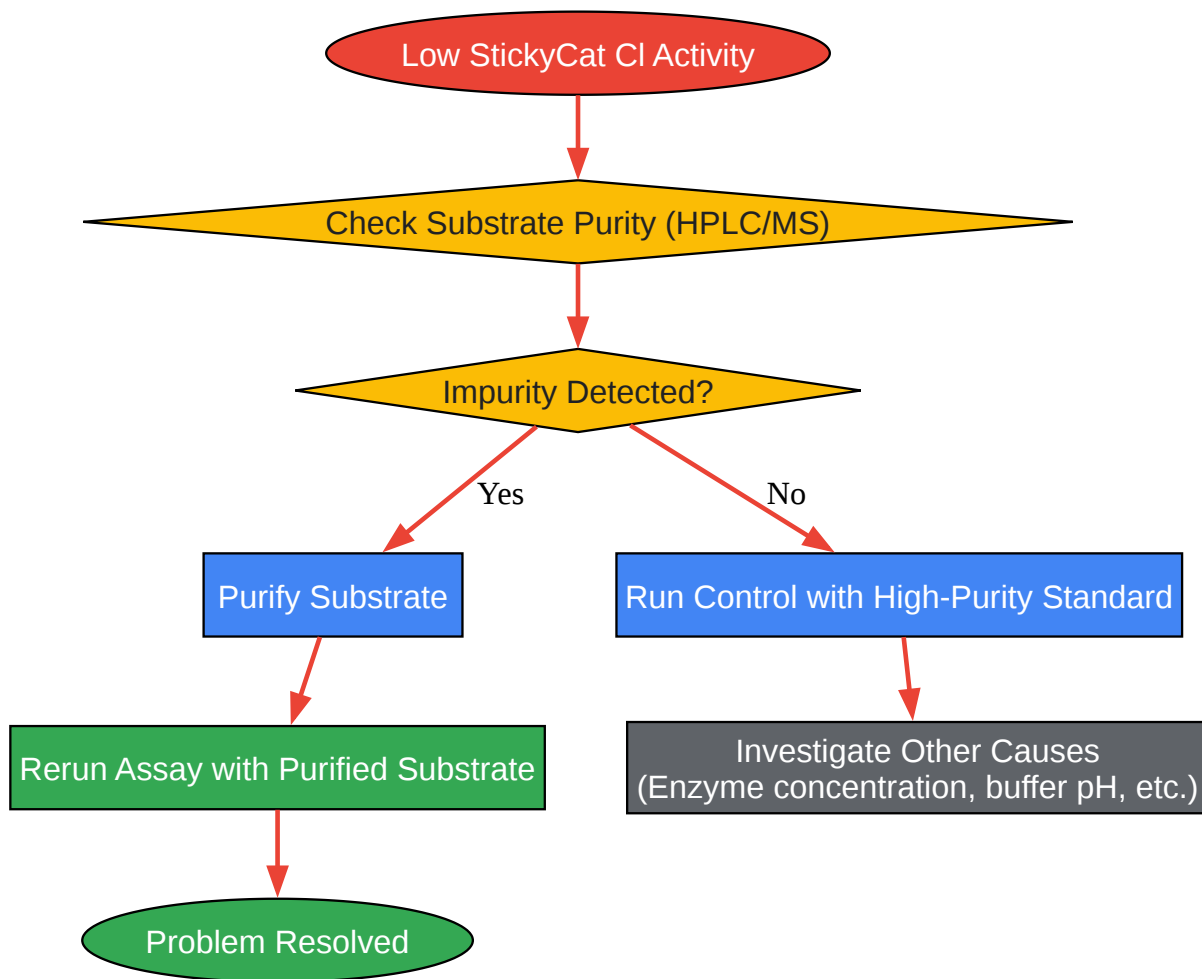 Low StickyCat Cl Activity
Check Substrate Purity (HPLC/MS)
Impurity Detected?
Yes
No
Purify Substrate
Run Control with High-Purity Standard
Rerun Assay with Purified Substrate
Investigate Other Causes
(Enzyme concentration, buffer pH, etc.)
Problem Resolved